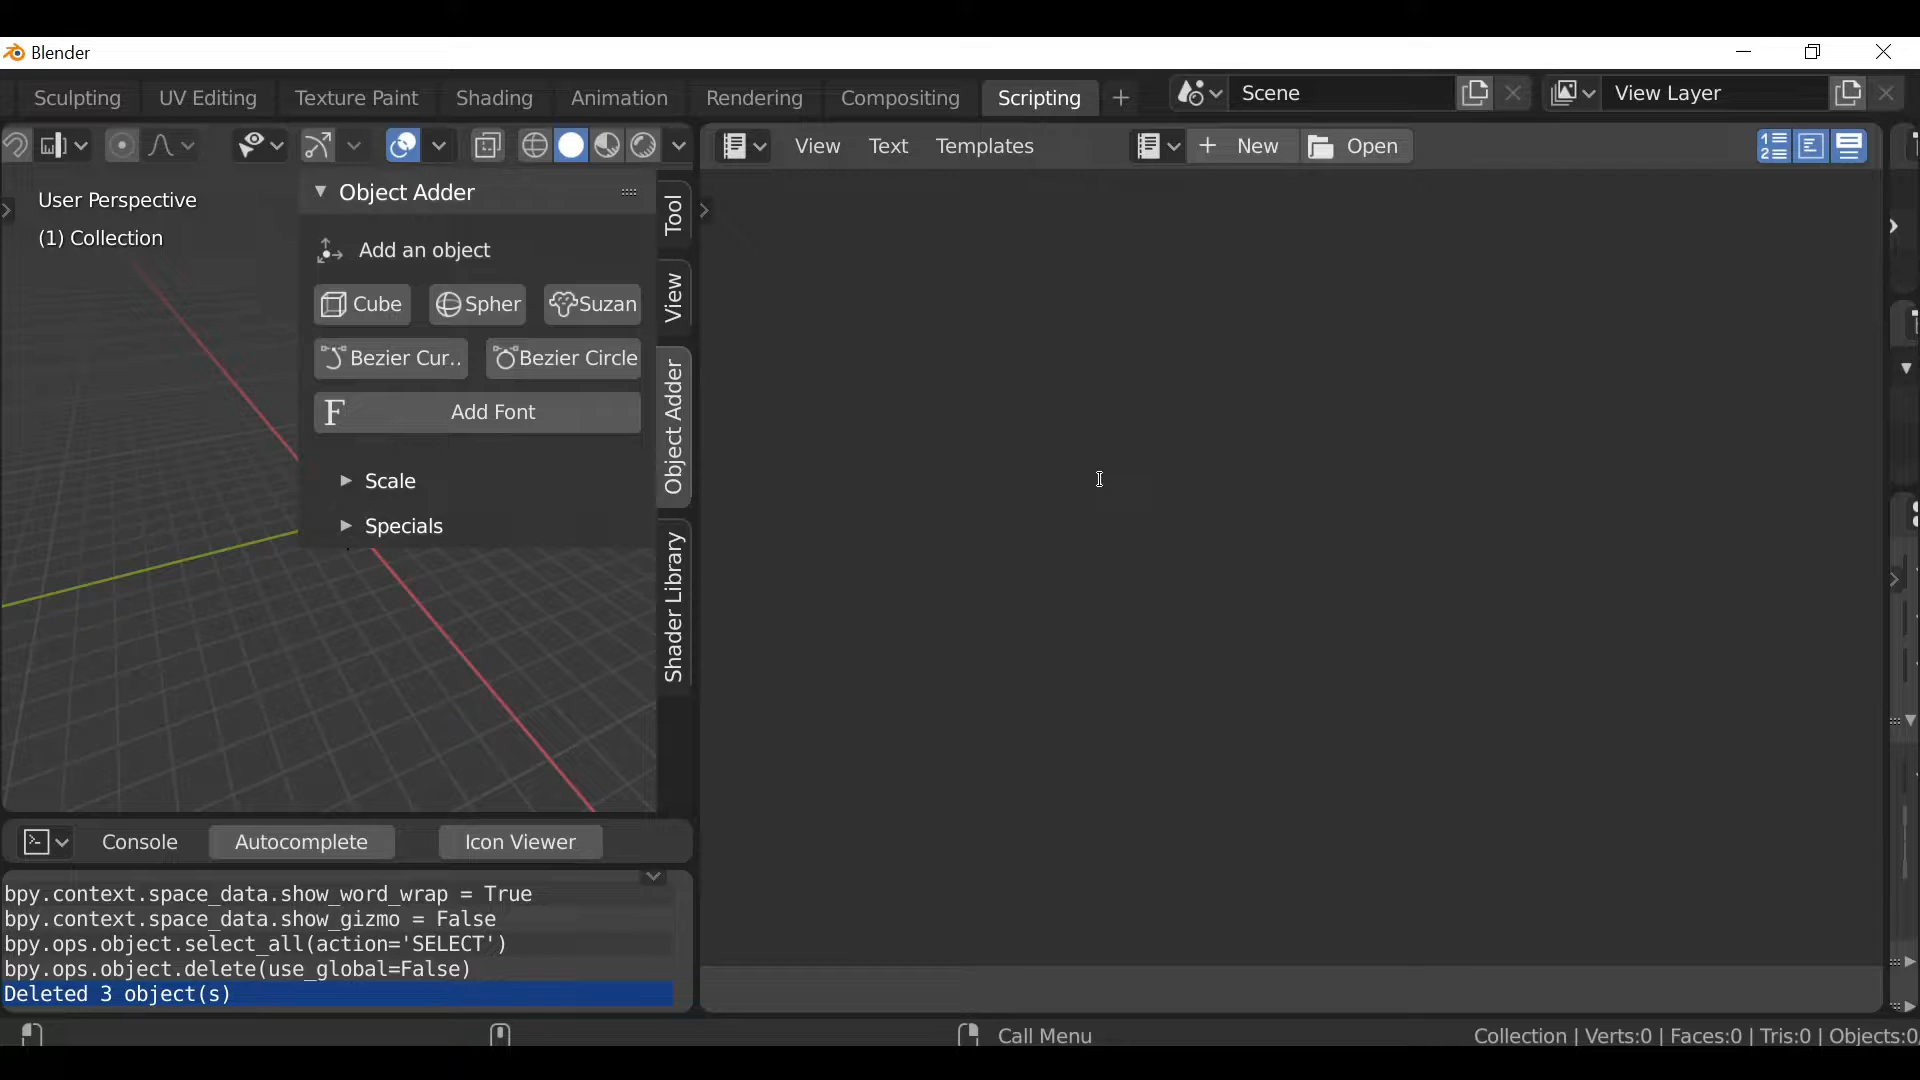 Blender
Sculpting UV Editing Texture Paint Shading Animation Rendering Compositing Scripting + Scene View Layer
View Text Templates + New Open
User Perspective
(1) Collection
Object Adder
Add an object
Cube Spher Suzan
Bezier Cur.. Bezier Circle
F Add Font
Scale
Specials
Tool
View
Object Adder
Shader Library
Console Autocomplete Icon Viewer
bpy.context.space_data.show_word_wrap = True
bpy.context.space_data.show_gizmo = False
bpy.ops.object.select_all(action='SELECT')
bpy.ops.object.delete(use_global=False)
Deleted 3 object(s)
Call Menu
Collection | Verts:0 | Faces:0 | Tris:0 | Objects:0